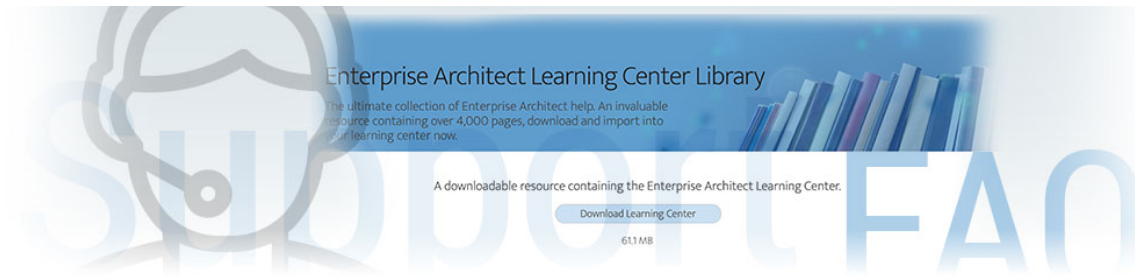 Enterprise Architect Learning Center Library
The ultimate collection of Enterprise Architect help. An invaluable
resource containing over 4,000 pages, download and import into
your learning center now.
A downloadable resource containing the Enterprise Architect Learning Center.
Download Learning Center
61,1 MB
Support FAQ